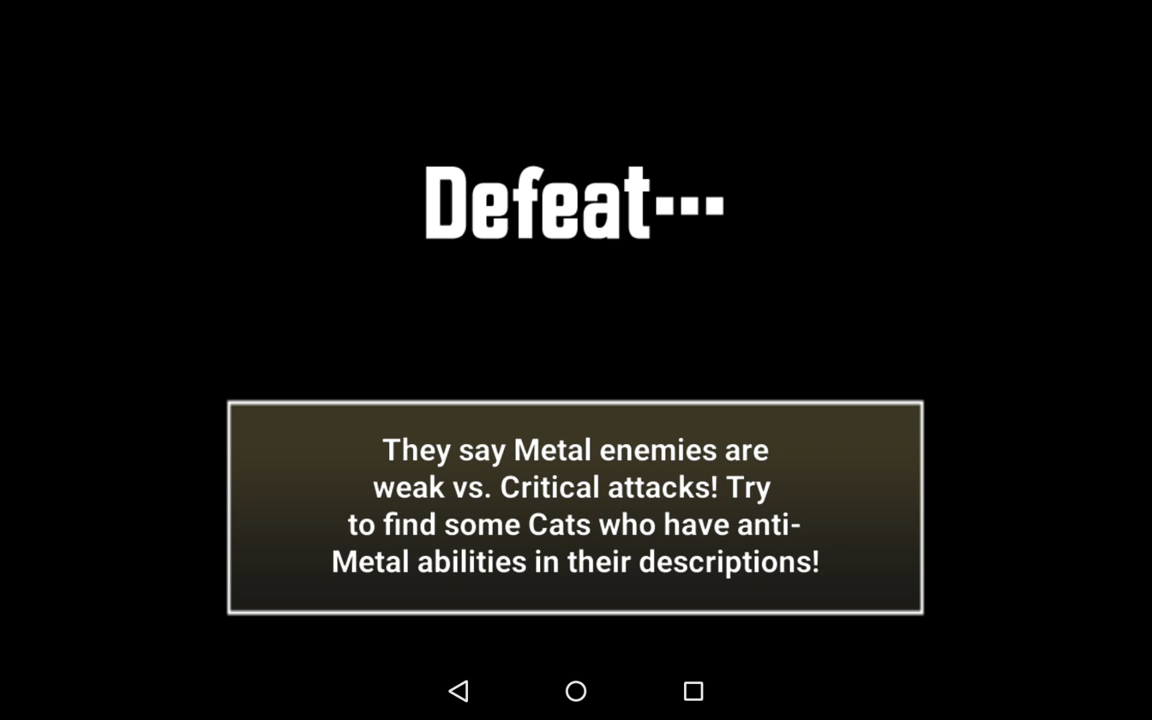 Defeat...
They say Metal enemies are
weak vs. Critical attacks! Try
to find some Cats who have anti-
Metal abilities in their descriptions!